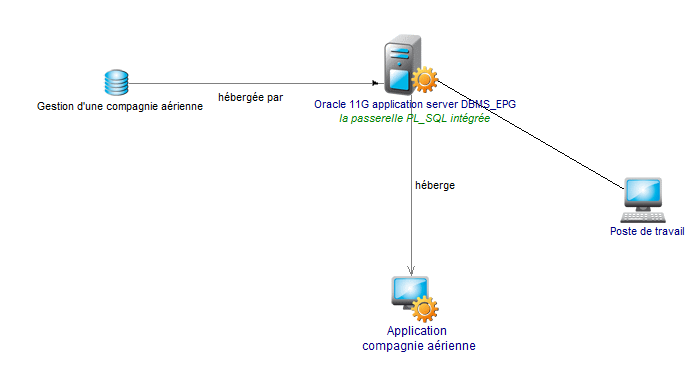 hébergée par
Gestion d'une compagnie aérienne
Oracle 11G application server DBMS_EPG
la passerelle PL_SQL intégrée
héberge
Poste de travail
Application
compagnie aérienne